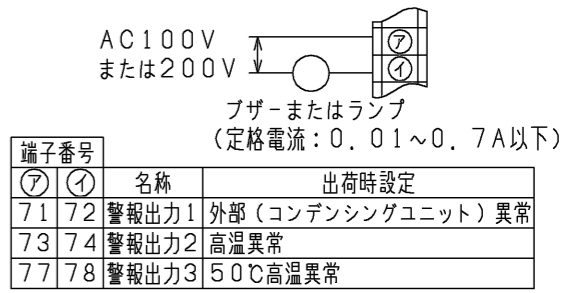 AC100V
または200V
㋐
㋑
ブザーまたはランプ
(定格電流:0.01~0.7A以下)
端子番号
㋐ ㋑ 名称 出荷時設定
71 72 警報出力1 外部(コンデンシングユニット)異常
73 74 警報出力2 高温異常
77 78 警報出力3 50℃高温異常